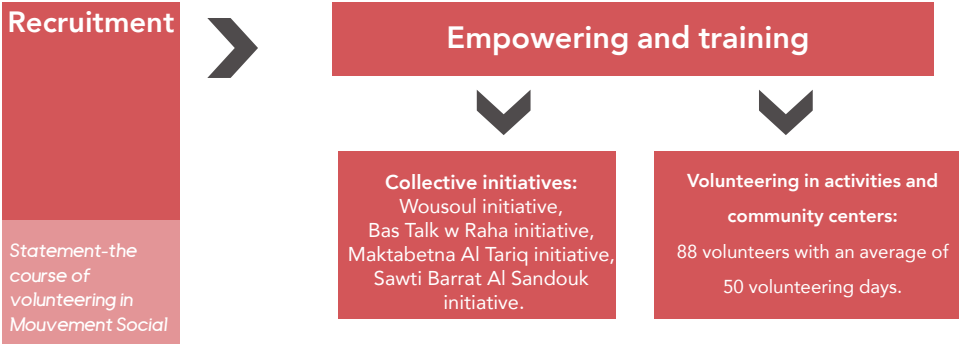 Recruitment
Statement-the
course of
volunteering in
Mouvement Social
Empowering and training
Collective initiatives:
Wousoul initiative,
Bas Talk w Raha initiative,
Maktabetna Al Tariq initiative,
Sawti Barrat Al Sandouk
initiative.
Volunteering in activities and
community centers:
88 volunteers with an average of
50 volunteering days.